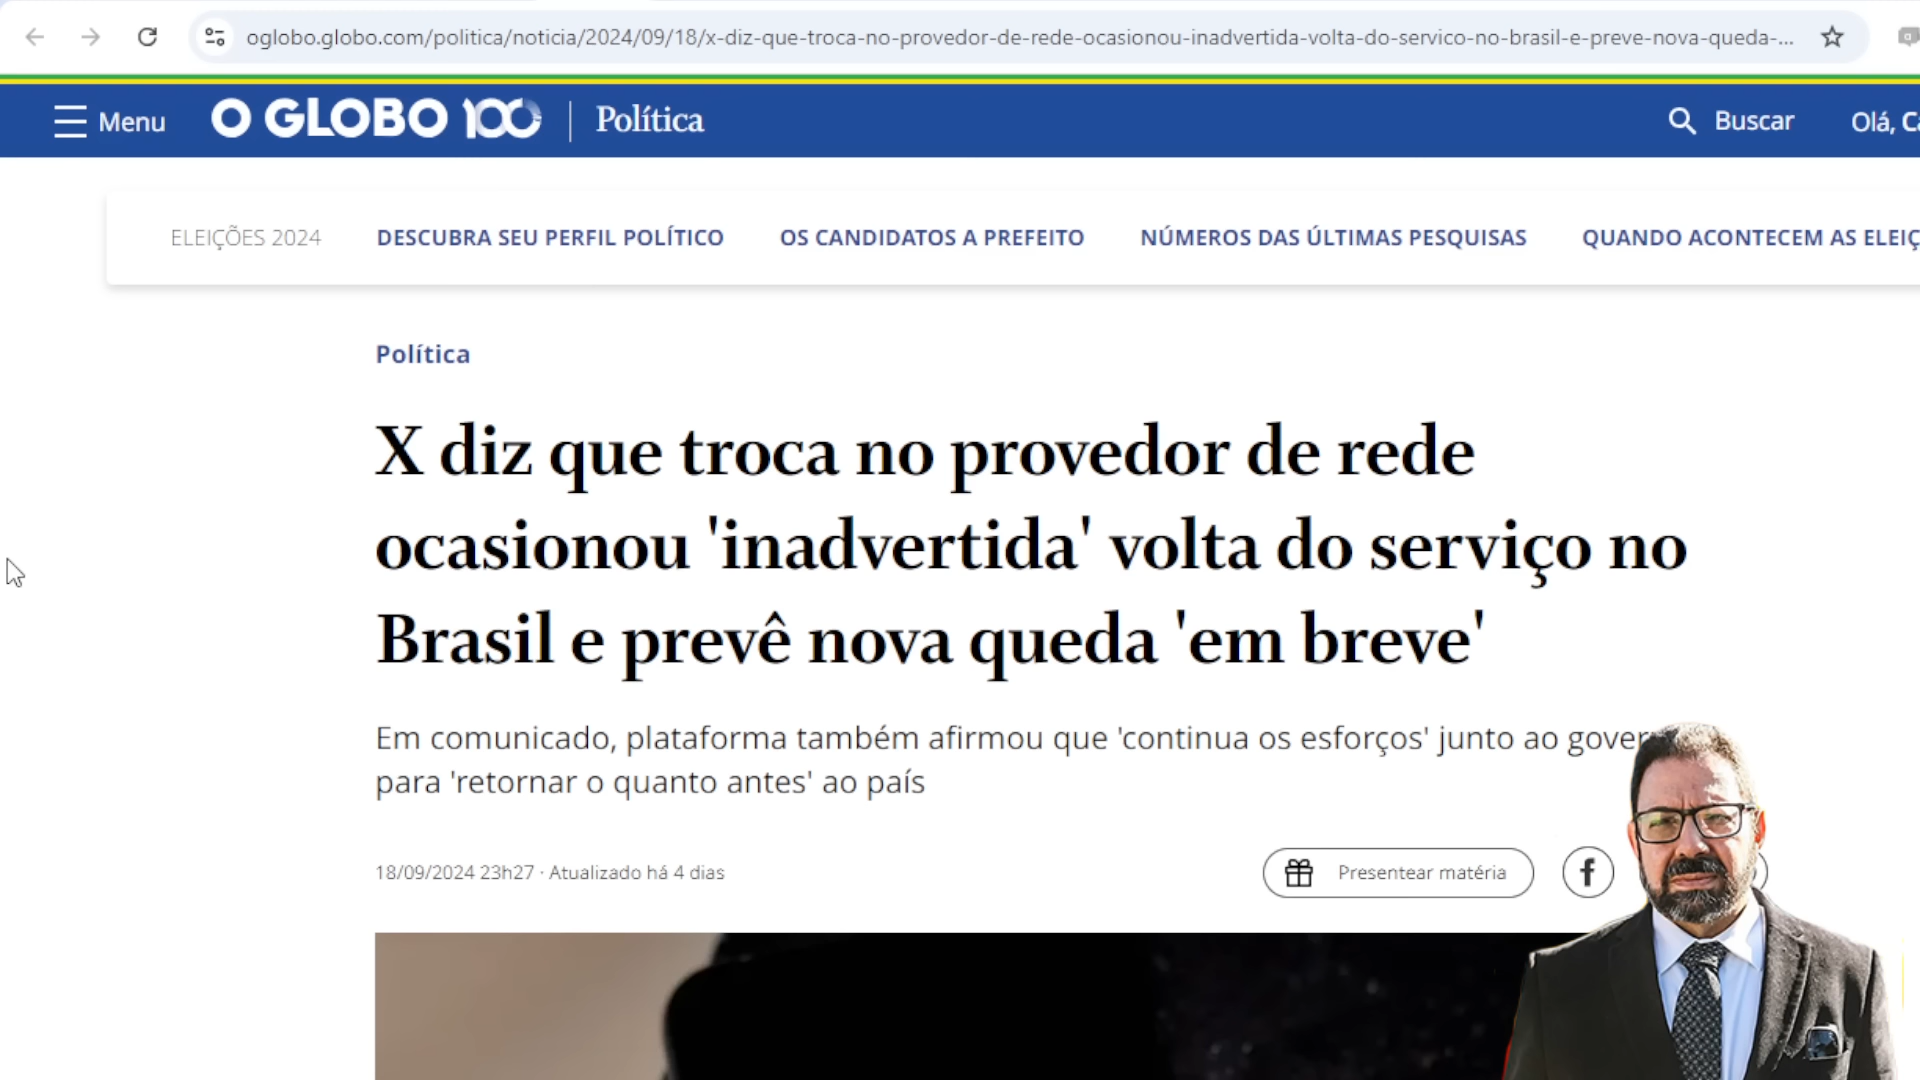 oglobo.globo.com/politica/noticia/2024/09/18/x-diz-que-troca-no-provedor-de-rede-ocasionou-inadvertida-volta-do-servico-no-brasil-e-preve-nova-queda-...
Menu O GLOBO 100 Política Buscar Olá,
ELEIÇÕES 2024 DESCUBRA SEU PERFIL POLÍTICO OS CANDIDATOS A PREFEITO NÚMEROS DAS ÚLTIMAS PESQUISAS QUANDO ACONTECEM AS
Política
X diz que troca no provedor de rede
ocasionou 'inadvertida' volta do serviço no
Brasil e prevê nova queda 'em breve'
Em comunicado, plataforma também afirmou que 'continua os esforços' junto ao
para 'retornar o quanto antes' ao país
18/09/2024 23h27 · Atualizado há 4 dias Presentear matéria